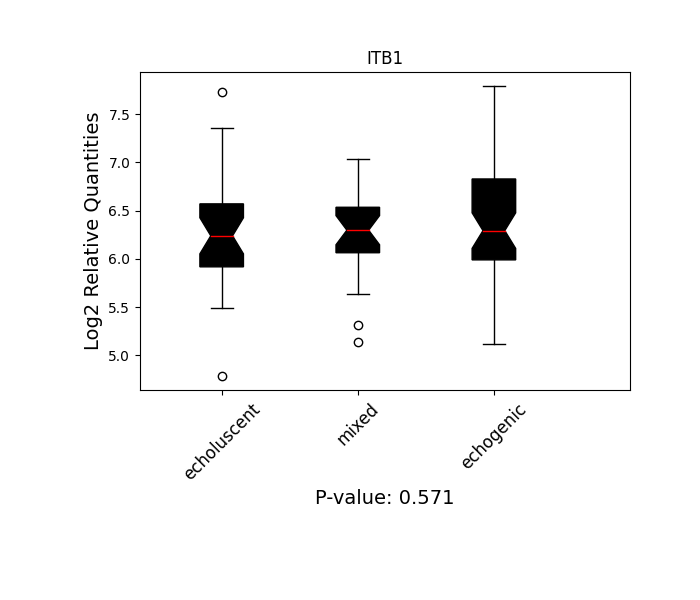 ITB1
Log2 Relative Quantities
7.5
7.0
6.5
6.0
5.5
5.0
echoluscent
mixed
echogenic
P-value: 0.571